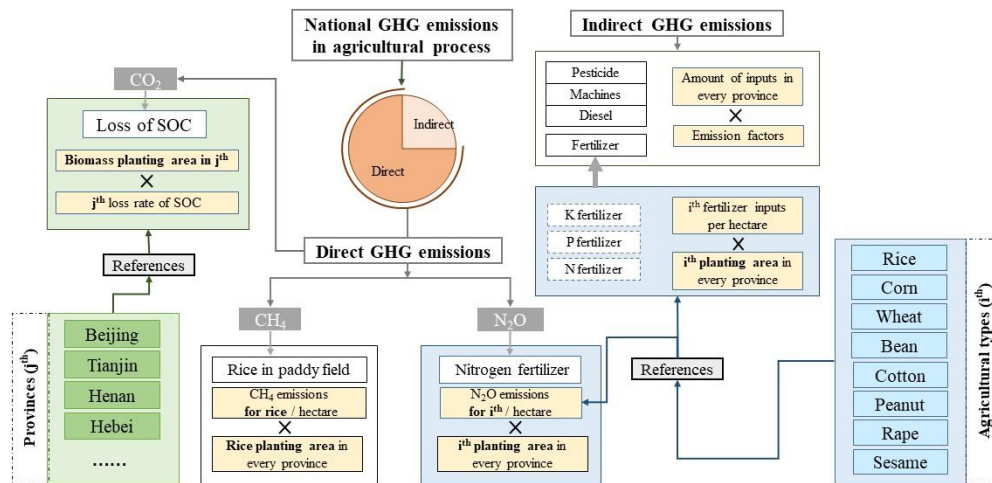 National GHG emissions
in agricultural process
Indirect GHG emissions
CO₂
Loss of SOC
Biomass planting area in jᵗʰ
×
jᵗʰ loss rate of SOC
References
Provinces (jᵗʰ)
Beijing
Tianjin
Henan
Hebei
……
Indirect
Direct
Direct GHG emissions
CH₄
Rice in paddy field
CH₄ emissions
for rice / hectare
×
Rice planting area in
every province
N₂O
Nitrogen fertilizer
N₂O emissions
for iᵗʰ / hectare
×
iᵗʰ planting area in
every province
Pesticide
Machines
Diesel
Fertilizer
Amount of inputs in
every province
×
Emission factors
K fertilizer
P fertilizer
N fertilizer
iᵗʰ fertilizer inputs
per hectare
×
iᵗʰ planting area in
every province
References
Rice
Corn
Wheat
Bean
Cotton
Peanut
Rape
Sesame
Agricultural types (iᵗʰ)